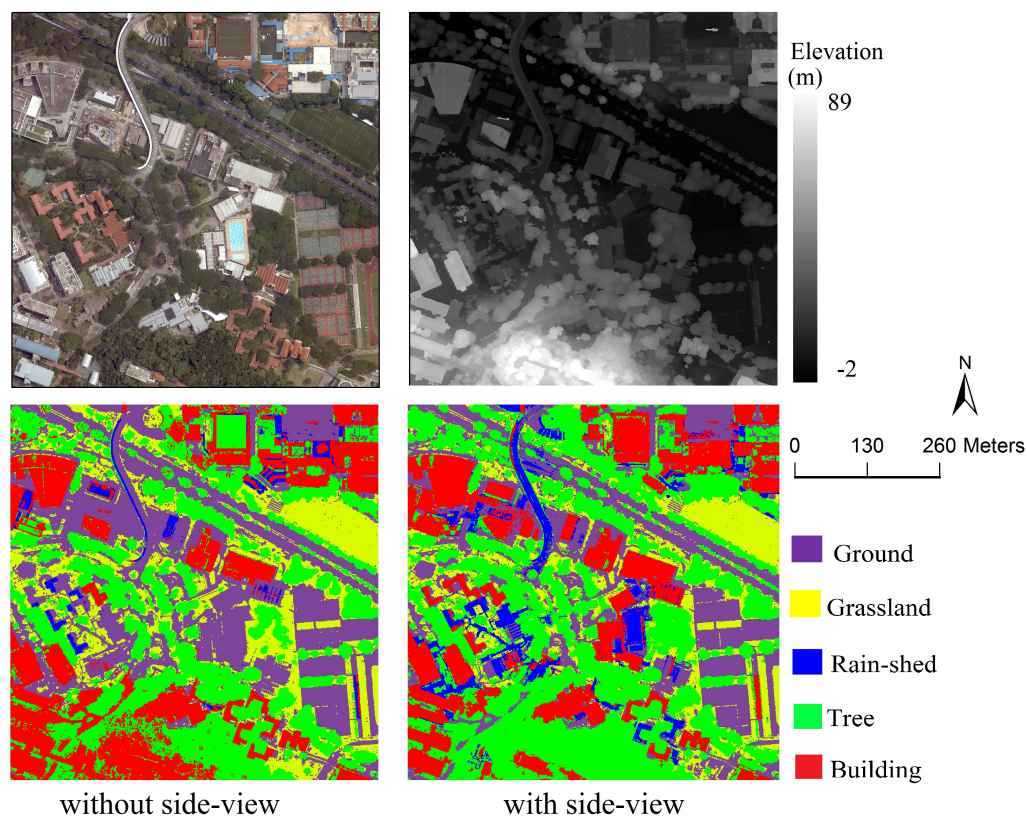 Elevation
(m)
89
-2
N
0 130 260 Meters
Ground
Grassland
Rain-shed
Tree
Building
without side-view
with side-view